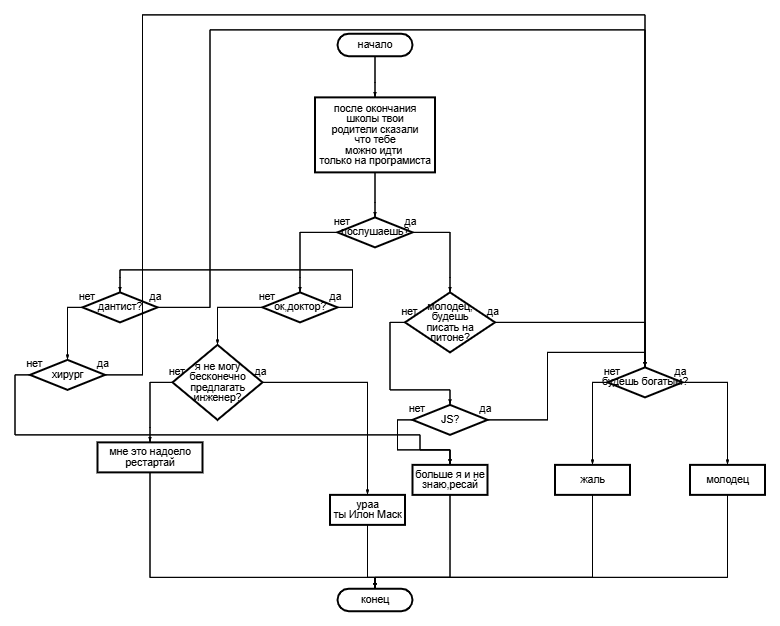 начало
после окончания
школы твои
родители сказали
что тебе
можно идти
только на програмиста
нет
да
послушаешь?
нет
да
дантист?
нет
да
ок,доктор?
нет
да
молодец,
будешь
писать на
питоне?
нет
да
хирург
нет
да
я не могу
бесконечно
предлагать
инженер?
нет
да
будешь богатым?
нет
да
JS?
мне это надоело
рестартай
больше я и не
знаю,ресай
жаль
молодец
ураа
ты Илон Маск
конец